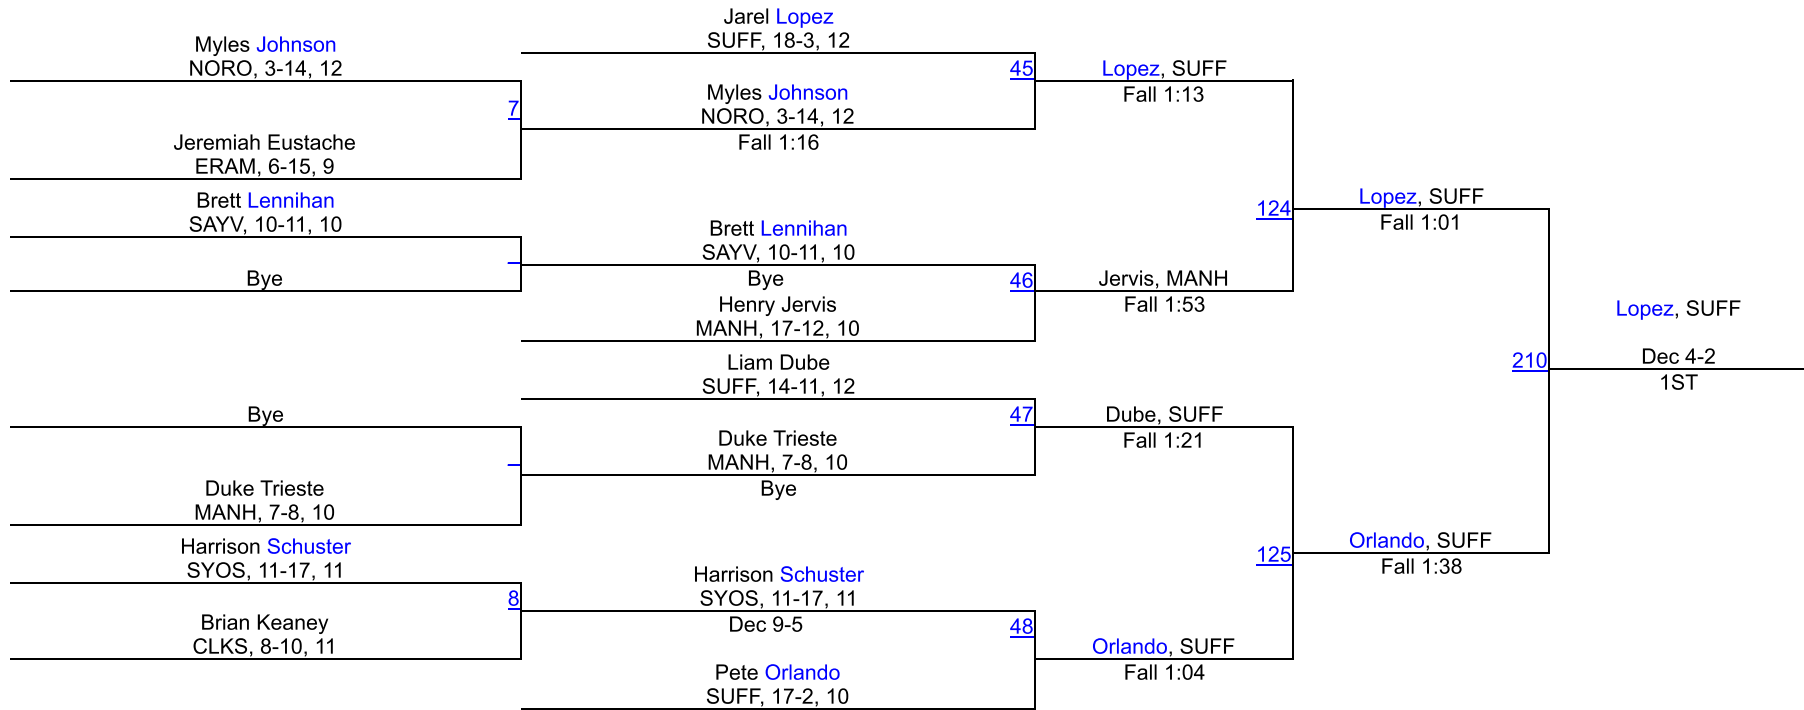 Myles Johnson
NORO, 3-14, 12
7
Jeremiah Eustache
ERAM, 6-15, 9
Brett Lennihan
SAYV, 10-11, 10
Bye
Bye
Duke Trieste
MANH, 7-8, 10
Harrison Schuster
SYOS, 11-17, 11
8
Brian Keaney
CLKS, 8-10, 11
Jarel Lopez
SUFF, 18-3, 12
45
Myles Johnson
NORO, 3-14, 12
Fall 1:16
Brett Lennihan
SAYV, 10-11, 10
Bye
46
Henry Jervis
MANH, 17-12, 10
Liam Dube
SUFF, 14-11, 12
47
Duke Trieste
MANH, 7-8, 10
Bye
Harrison Schuster
SYOS, 11-17, 11
Dec 9-5
48
Pete Orlando
SUFF, 17-2, 10
Lopez, SUFF
Fall 1:13
124
Jervis, MANH
Fall 1:53
Dube, SUFF
Fall 1:21
125
Orlando, SUFF
Fall 1:04
Lopez, SUFF
Fall 1:01
210
Orlando, SUFF
Fall 1:38
Lopez, SUFF
Dec 4-2
1ST